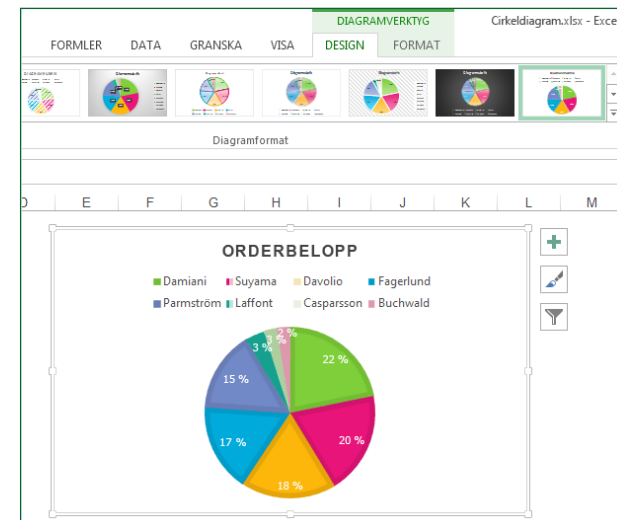 DIAGRAMVERKTYG Cirkeldiagram.xlsx - Exce
FORMLER DATA GRANSKA VISA DESIGN FORMAT
Diagramformat
E F G H I J K L M
ORDERBELOPP
Damiani Suyama Davolio Fagerlund
Parmström Laffont Casparsson Buchwald
2 %
3 % 3 %
22 %
15 %
20 %
17 %
18 %